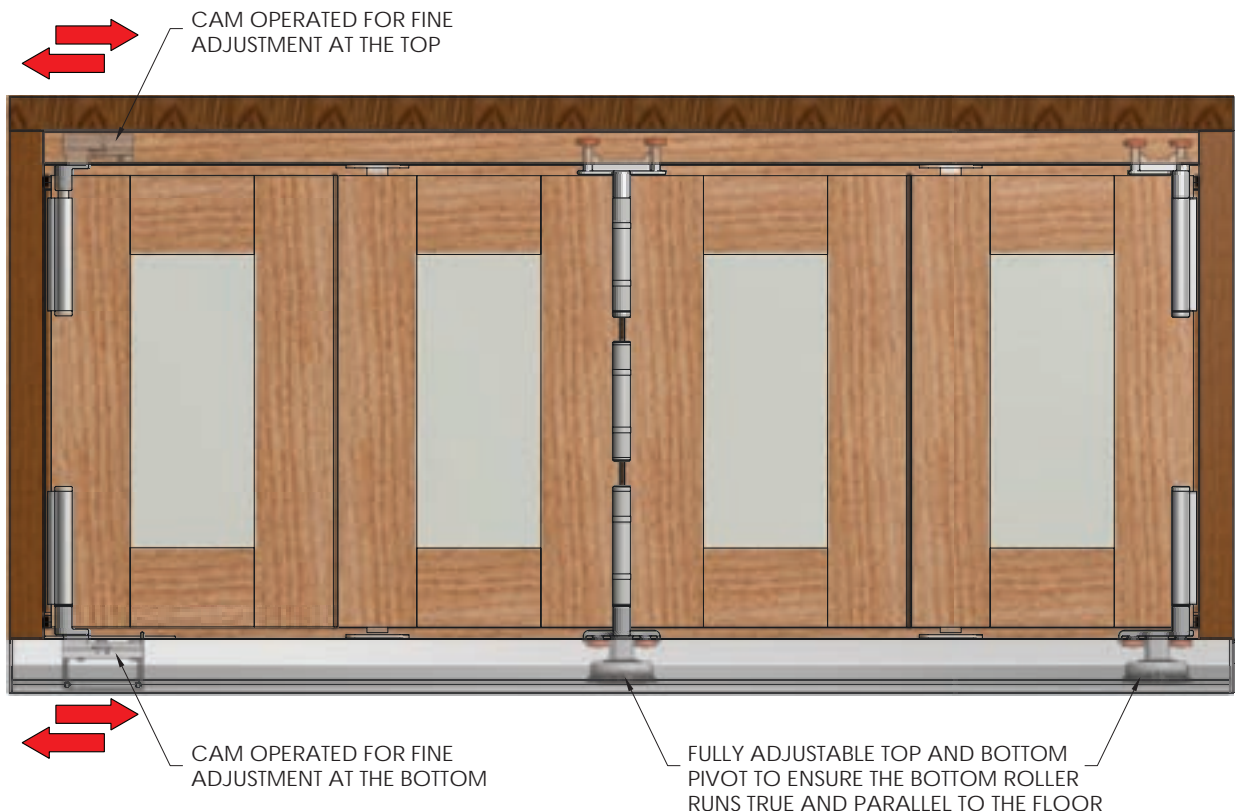 CAM OPERATED FOR FINE
ADJUSTMENT AT THE TOP
CAM OPERATED FOR FINE
ADJUSTMENT AT THE BOTTOM
FULLY ADJUSTABLE TOP AND BOTTOM
PIVOT TO ENSURE THE BOTTOM ROLLER
RUNS TRUE AND PARALLEL TO THE FLOOR